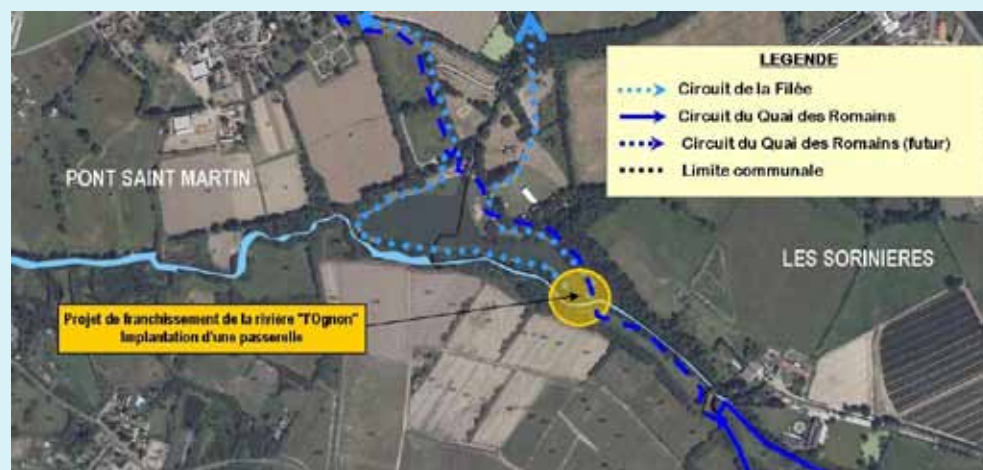 LEGENDE
Circuit de la Filée
Circuit du Quai des Romains
Circuit du Quai des Romains (futur)
Limite communale
PONT SAINT MARTIN
LES SORINIERES
Projet de franchissement de la rivière "l'Ognon"
Implantation d'une passerelle